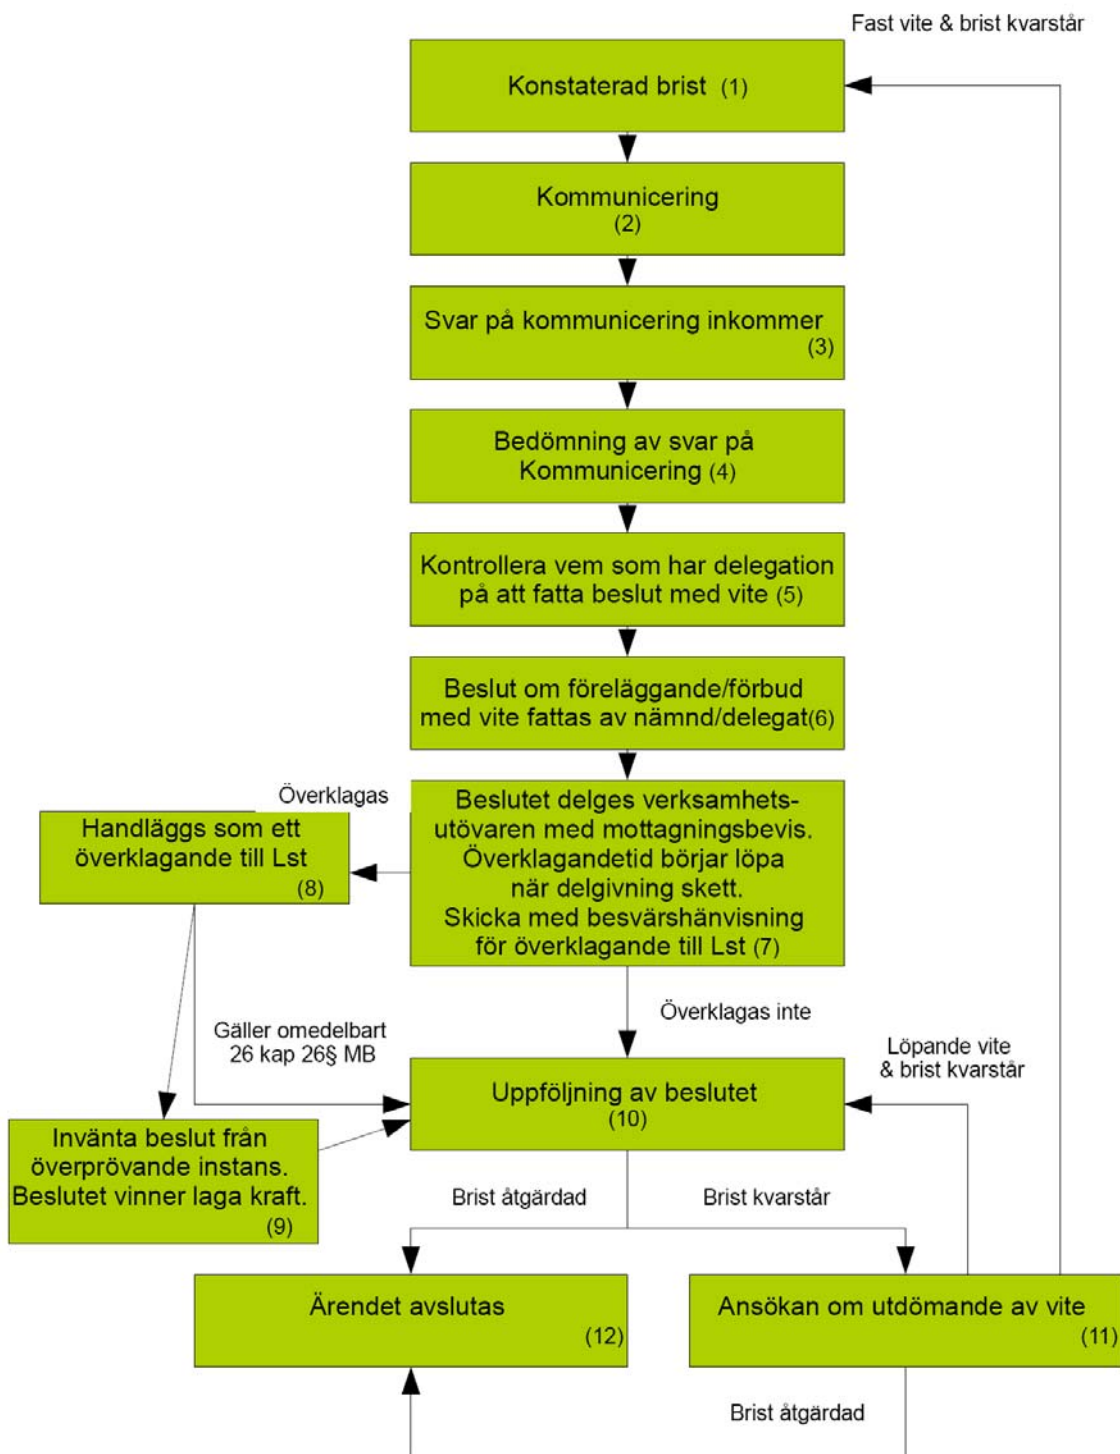 Fast vite & brist kvarstår
Konstaterad brist (1)
Kommunicering
(2)
Svar på kommunicering inkommer
(3)
Bedömning av svar på
Kommunicering (4)
Kontrollera vem som har delegation
på att fatta beslut med vite (5)
Beslut om föreläggande/förbud
med vite fattas av nämnd/delegat(6)
Överklagas
Beslutet delges verksamhets-
utövaren med mottagningsbevis.
Överklagandetid börjar löpa
när delgivning skett.
Skicka med besvärshänvisning
för överklagande till Lst (7)
Handläggs som ett
överklagande till Lst
(8)
Överklagas inte
Gäller omedelbart
26 kap 26§ MB
Löpande vite
& brist kvarstår
Uppföljning av beslutet
(10)
Invänta beslut från
överprövande instans.
Beslutet vinner laga kraft.
(9)
Brist åtgärdad
Brist kvarstår
Ärendet avslutas
(12)
Ansökan om utdömande av vite
(11)
Brist åtgärdad